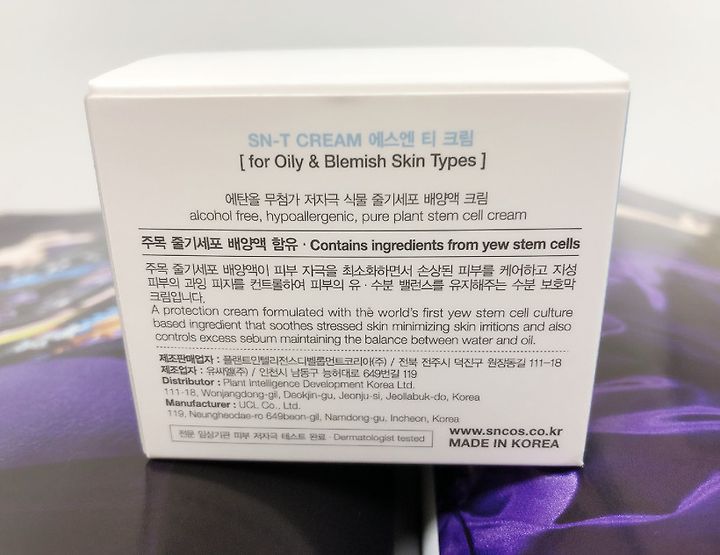 SN-T CREAM 에스엔 티 크림
[ for Oily & Blemish Skin Types ]
에탄올 무첨가 저자극 식물 줄기세포 배양액 크림
alcohol free, hypoallergenic, pure plant stem cell cream
주목 줄기세포 배양액 함유 · Contains ingredients from yew stem cells
주목 줄기세포 배양액이 피부 자극을 최소화하면서 손상된 피부를 케어하고 지성
피부의 과잉 피지를 컨트롤하여 피부의 유 · 수분 밸런스를 유지해주는 수분 보호막
크림입니다.
A protection cream formulated with the world's first yew stem cell culture
based ingredient that soothes stressed skin minimizing skin irritions and also
controls excess sebum maintaining the balance between water and oil.
제조판매업자 : 플랜트인텔리전스디벨롭먼트코리아(주) / 전북 전주시 덕진구 원장동길 111-18
제조업자 : 유씨엘(주) / 인천시 남동구 능허대로 649번길 119
Distributor : Plant Intelligence Development Korea Ltd.
111-18, Wonjangdong-gil, Deokjin-gu, Jeonju-si, Jeollabuk-do, Korea
Manufacturer : UCL Co., Ltd.
119, Neungheodae-ro 649beon-gil, Namdong-gu, Incheon, Korea
전문 임상기관 피부 저자극 테스트 완료 · Dermatologist tested
www.sncos.co.kr
MADE IN KOREA